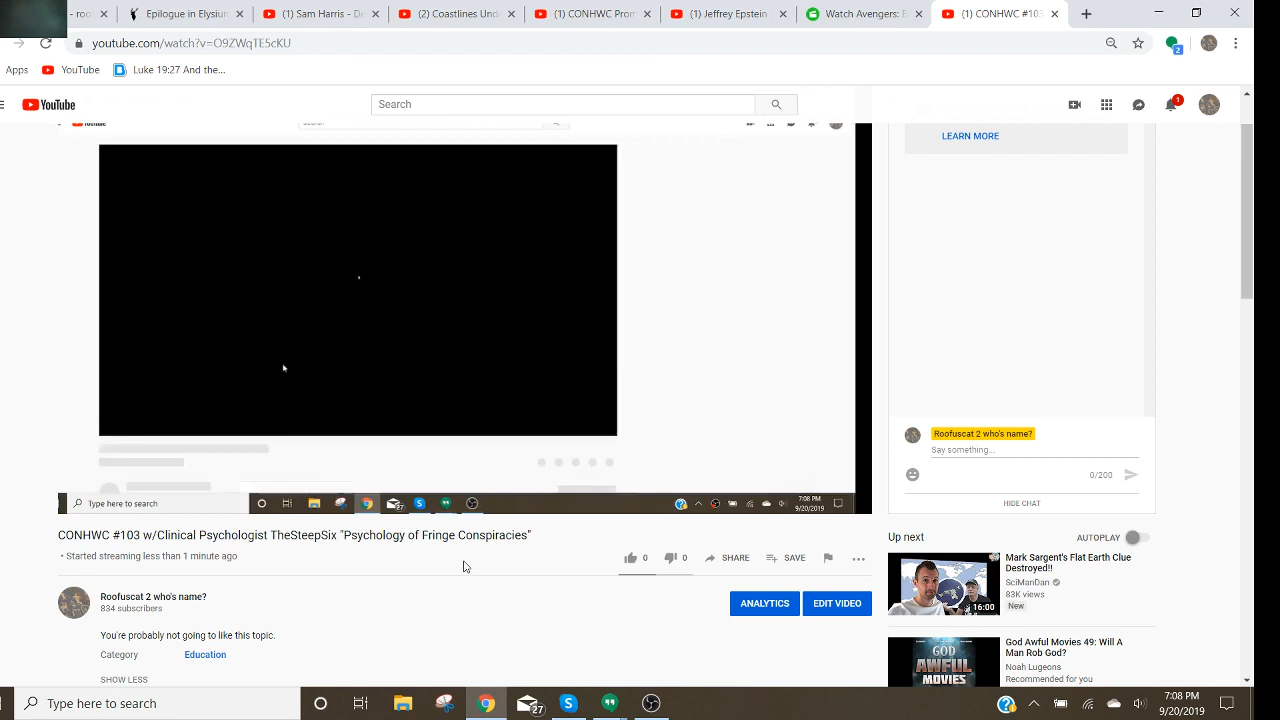 - roo
Epilogue in Elysium
(1) Sam Harris - De
(2) Coastlines Unde
(1) CONHWC Prom
(1) Jeffrey Epstein
Watch Avengers: E
(1) CONHWC #103
youtube.com/watch?v=O9ZWqTE5cKU
2
Apps
YouTube
Luke 19:27 And the...
YouTube
Search
1
LEARN MORE
Roofuscat 2 who's name?
Say something...
0/200
HIDE CHAT
Type here to search
27
7:08 PM
9/20/2019
CONHWC #103 w/Clinical Psychologist TheSteepSix "Psychology of Fringe Conspiracies"
• Started streaming less than 1 minute ago
0
0
SHARE
SAVE
Roofuscat 2 who's name?
834 subscribers
ANALYTICS
EDIT VIDEO
You're probably not going to like this topic.
Category
Education
SHOW LESS
Up next
AUTOPLAY
Mark Sargent's Flat Earth Clue
Destroyed!!
SciManDan
83K views
New
16:00
God Awful Movies 49: Will A
Man Rob God?
Noah Lugeons
Recommended for you
GOD
AWFUL
MOVIES
Type here to search
27
7:08 PM
9/20/2019